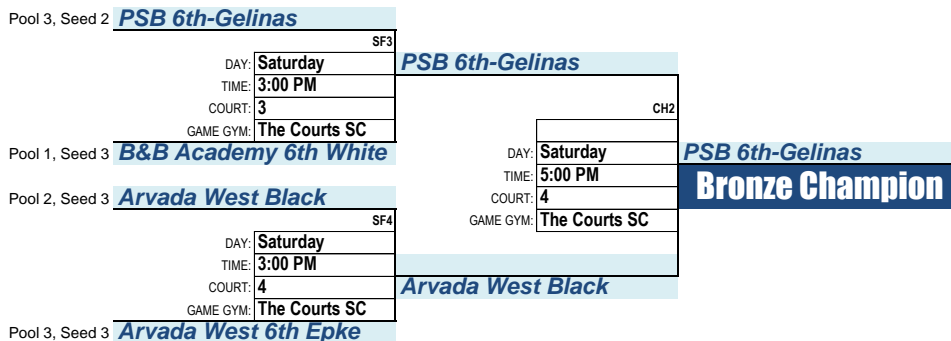 Pool 3, Seed 2 PSB 6th-Gelinas
SF3
DAY: Saturday
TIME: 3:00 PM
COURT: 3
GAME GYM: The Courts SC
Pool 1, Seed 3 B&B Academy 6th White
PSB 6th-Gelinas
CH2
DAY: Saturday
TIME: 5:00 PM
COURT: 4
GAME GYM: The Courts SC
PSB 6th-Gelinas
Bronze Champion
Pool 2, Seed 3 Arvada West Black
SF4
DAY: Saturday
TIME: 3:00 PM
COURT: 4
GAME GYM: The Courts SC
Arvada West Black
Pool 3, Seed 3 Arvada West 6th Epke